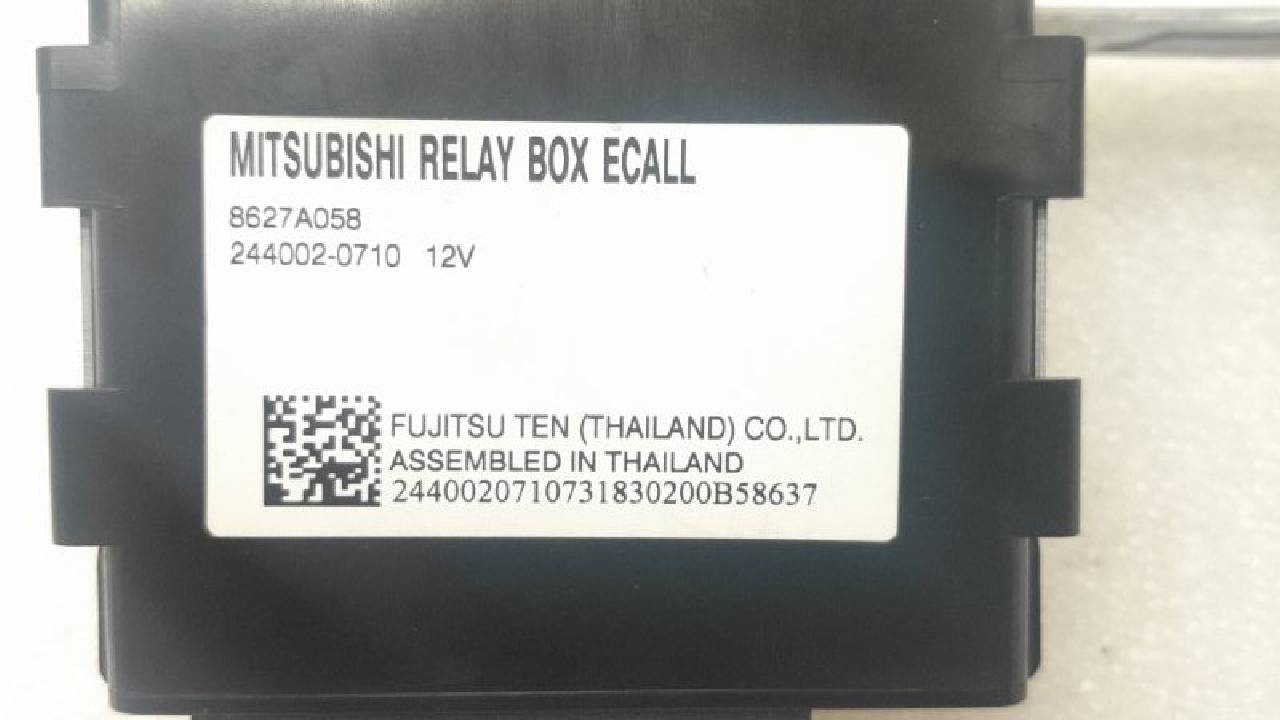 MITSUBISHI RELAY BOX ECALL
8627A058
244002-0710 12V
FUJITSU TEN (THAILAND) CO.,LTD.
ASSEMBLED IN THAILAND
2440020710731830200B58637